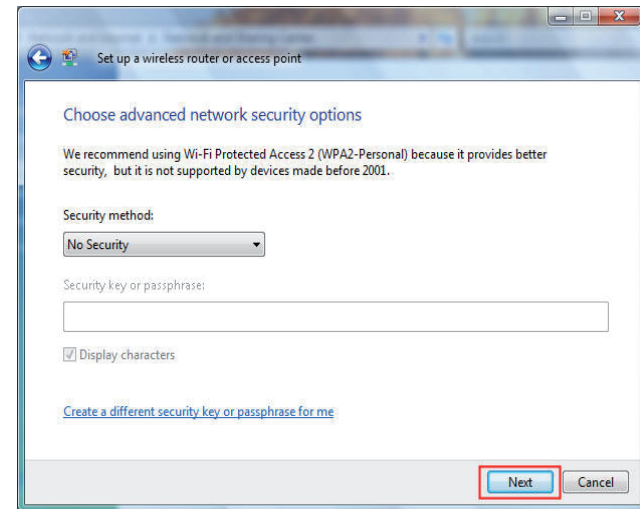 Set up a wireless router or access point
Choose advanced network security options
We recommend using Wi-Fi Protected Access 2 (WPA2-Personal) because it provides better
security, but it is not supported by devices made before 2001.
Security method:
No Security
Security key or passphrase:
Display characters
Create a different security key or passphrase for me
Next
Cancel